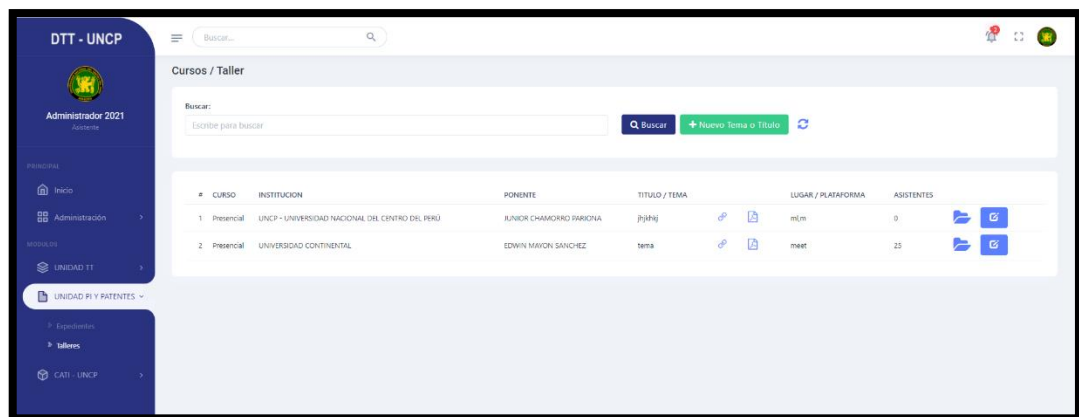 DTT - UNCP
Buscar...
3
Cursos / Taller
Administrador 2021
Asistente
Buscar:
Escribe para buscar
Buscar
+ Nuevo Tema o Título
PRINCIPAL
Inicio
Administración
MODULOS
UNIDAD TT
UNIDAD PI Y PATENTES
Expedientes
Talleres
CATI - UNCP
# CURSO INSTITUCION PONENTE TITULO / TEMA LUGAR / PLATAFORMA ASISTENTES
1 Presencial UNCP - UNIVERSIDAD NACIONAL DEL CENTRO DEL PERÚ JUNIOR CHAMORRO PARIONA jhjkhkj ml,m 0
2 Presencial UNIVERSIDAD CONTINENTAL EDWIN MAYON SANCHEZ tema meet 25